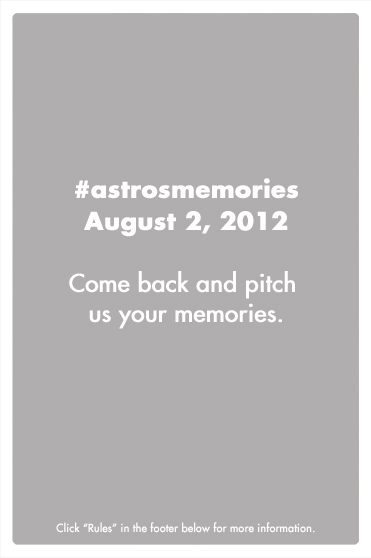 #astrosmemories
August 2, 2012
Come back and pitch
us your memories.
Click “Rules” in the footer below for more information.